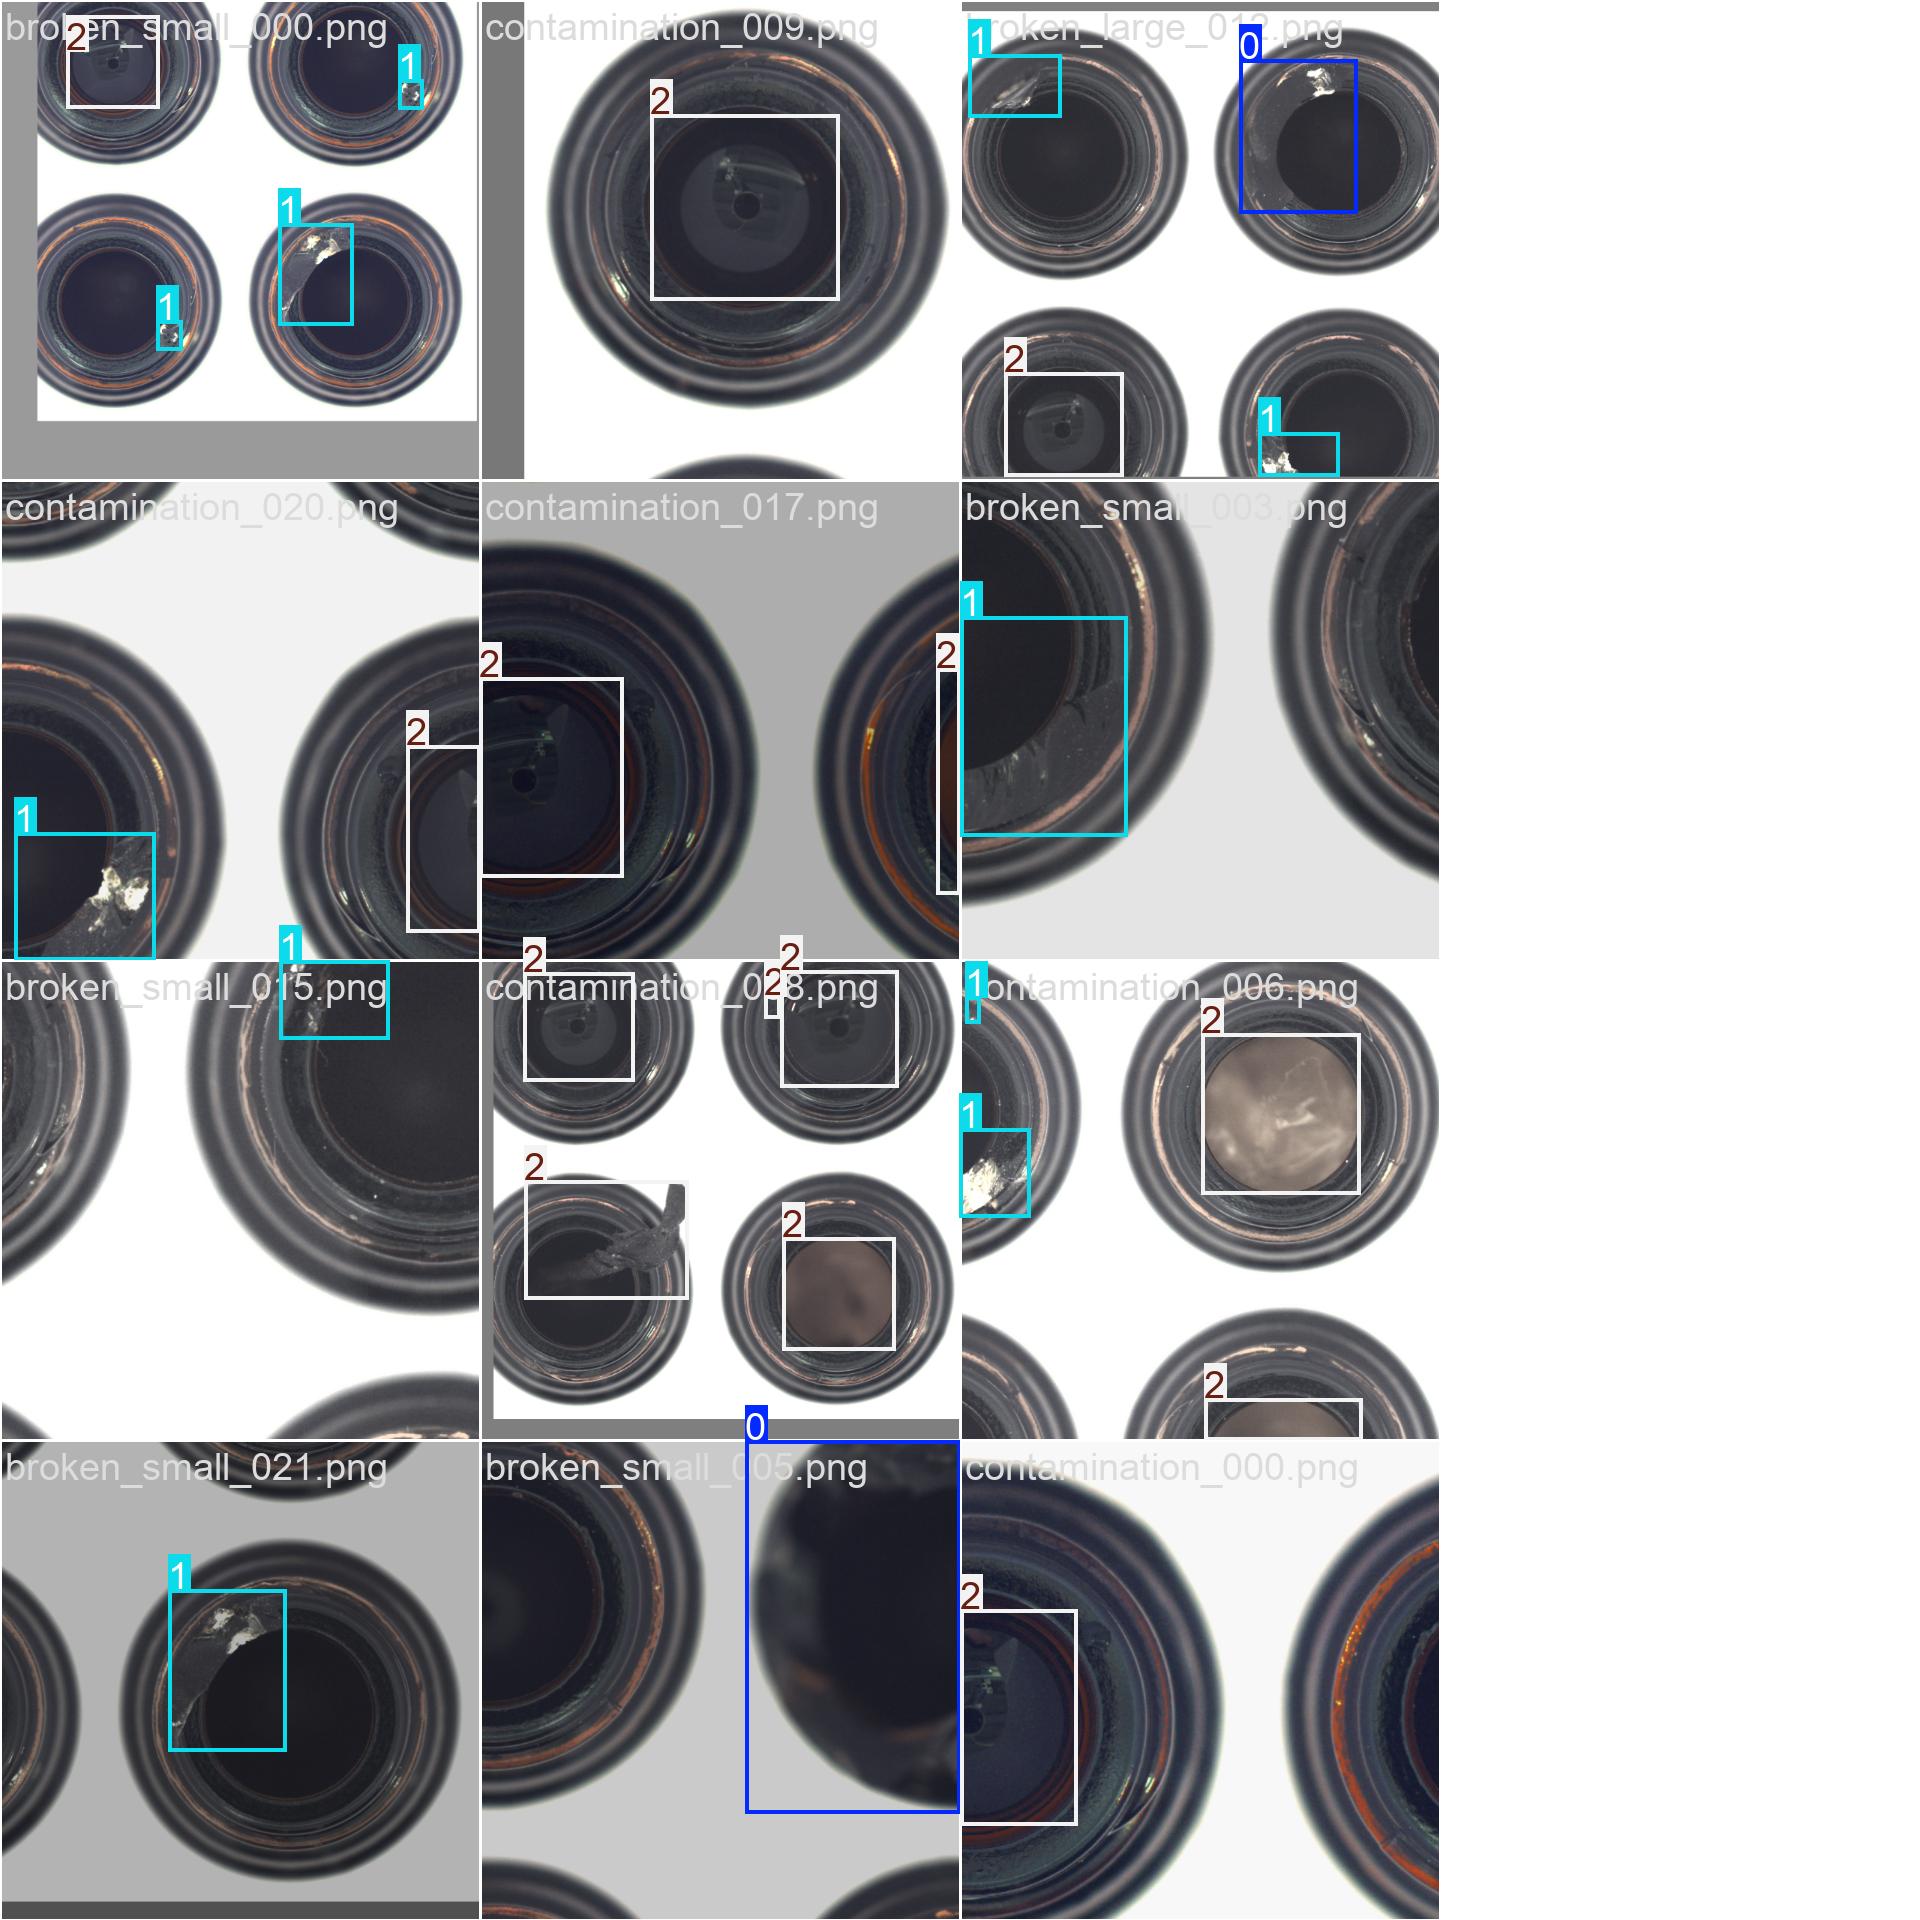 broken_small_000.png
2
1
1
1
contamination_009.png
2
broken_large_012.png
1
0
2
1
contamination_020.png
2
1
contamination_017.png
2
2
broken_small_003.png
1
broken_small_015.png
1
2
2
2
2
2
contamination_006.png
1
2
1
2
broken_small_021.png
1
broken_small_005.png
0
contamination_000.png
2